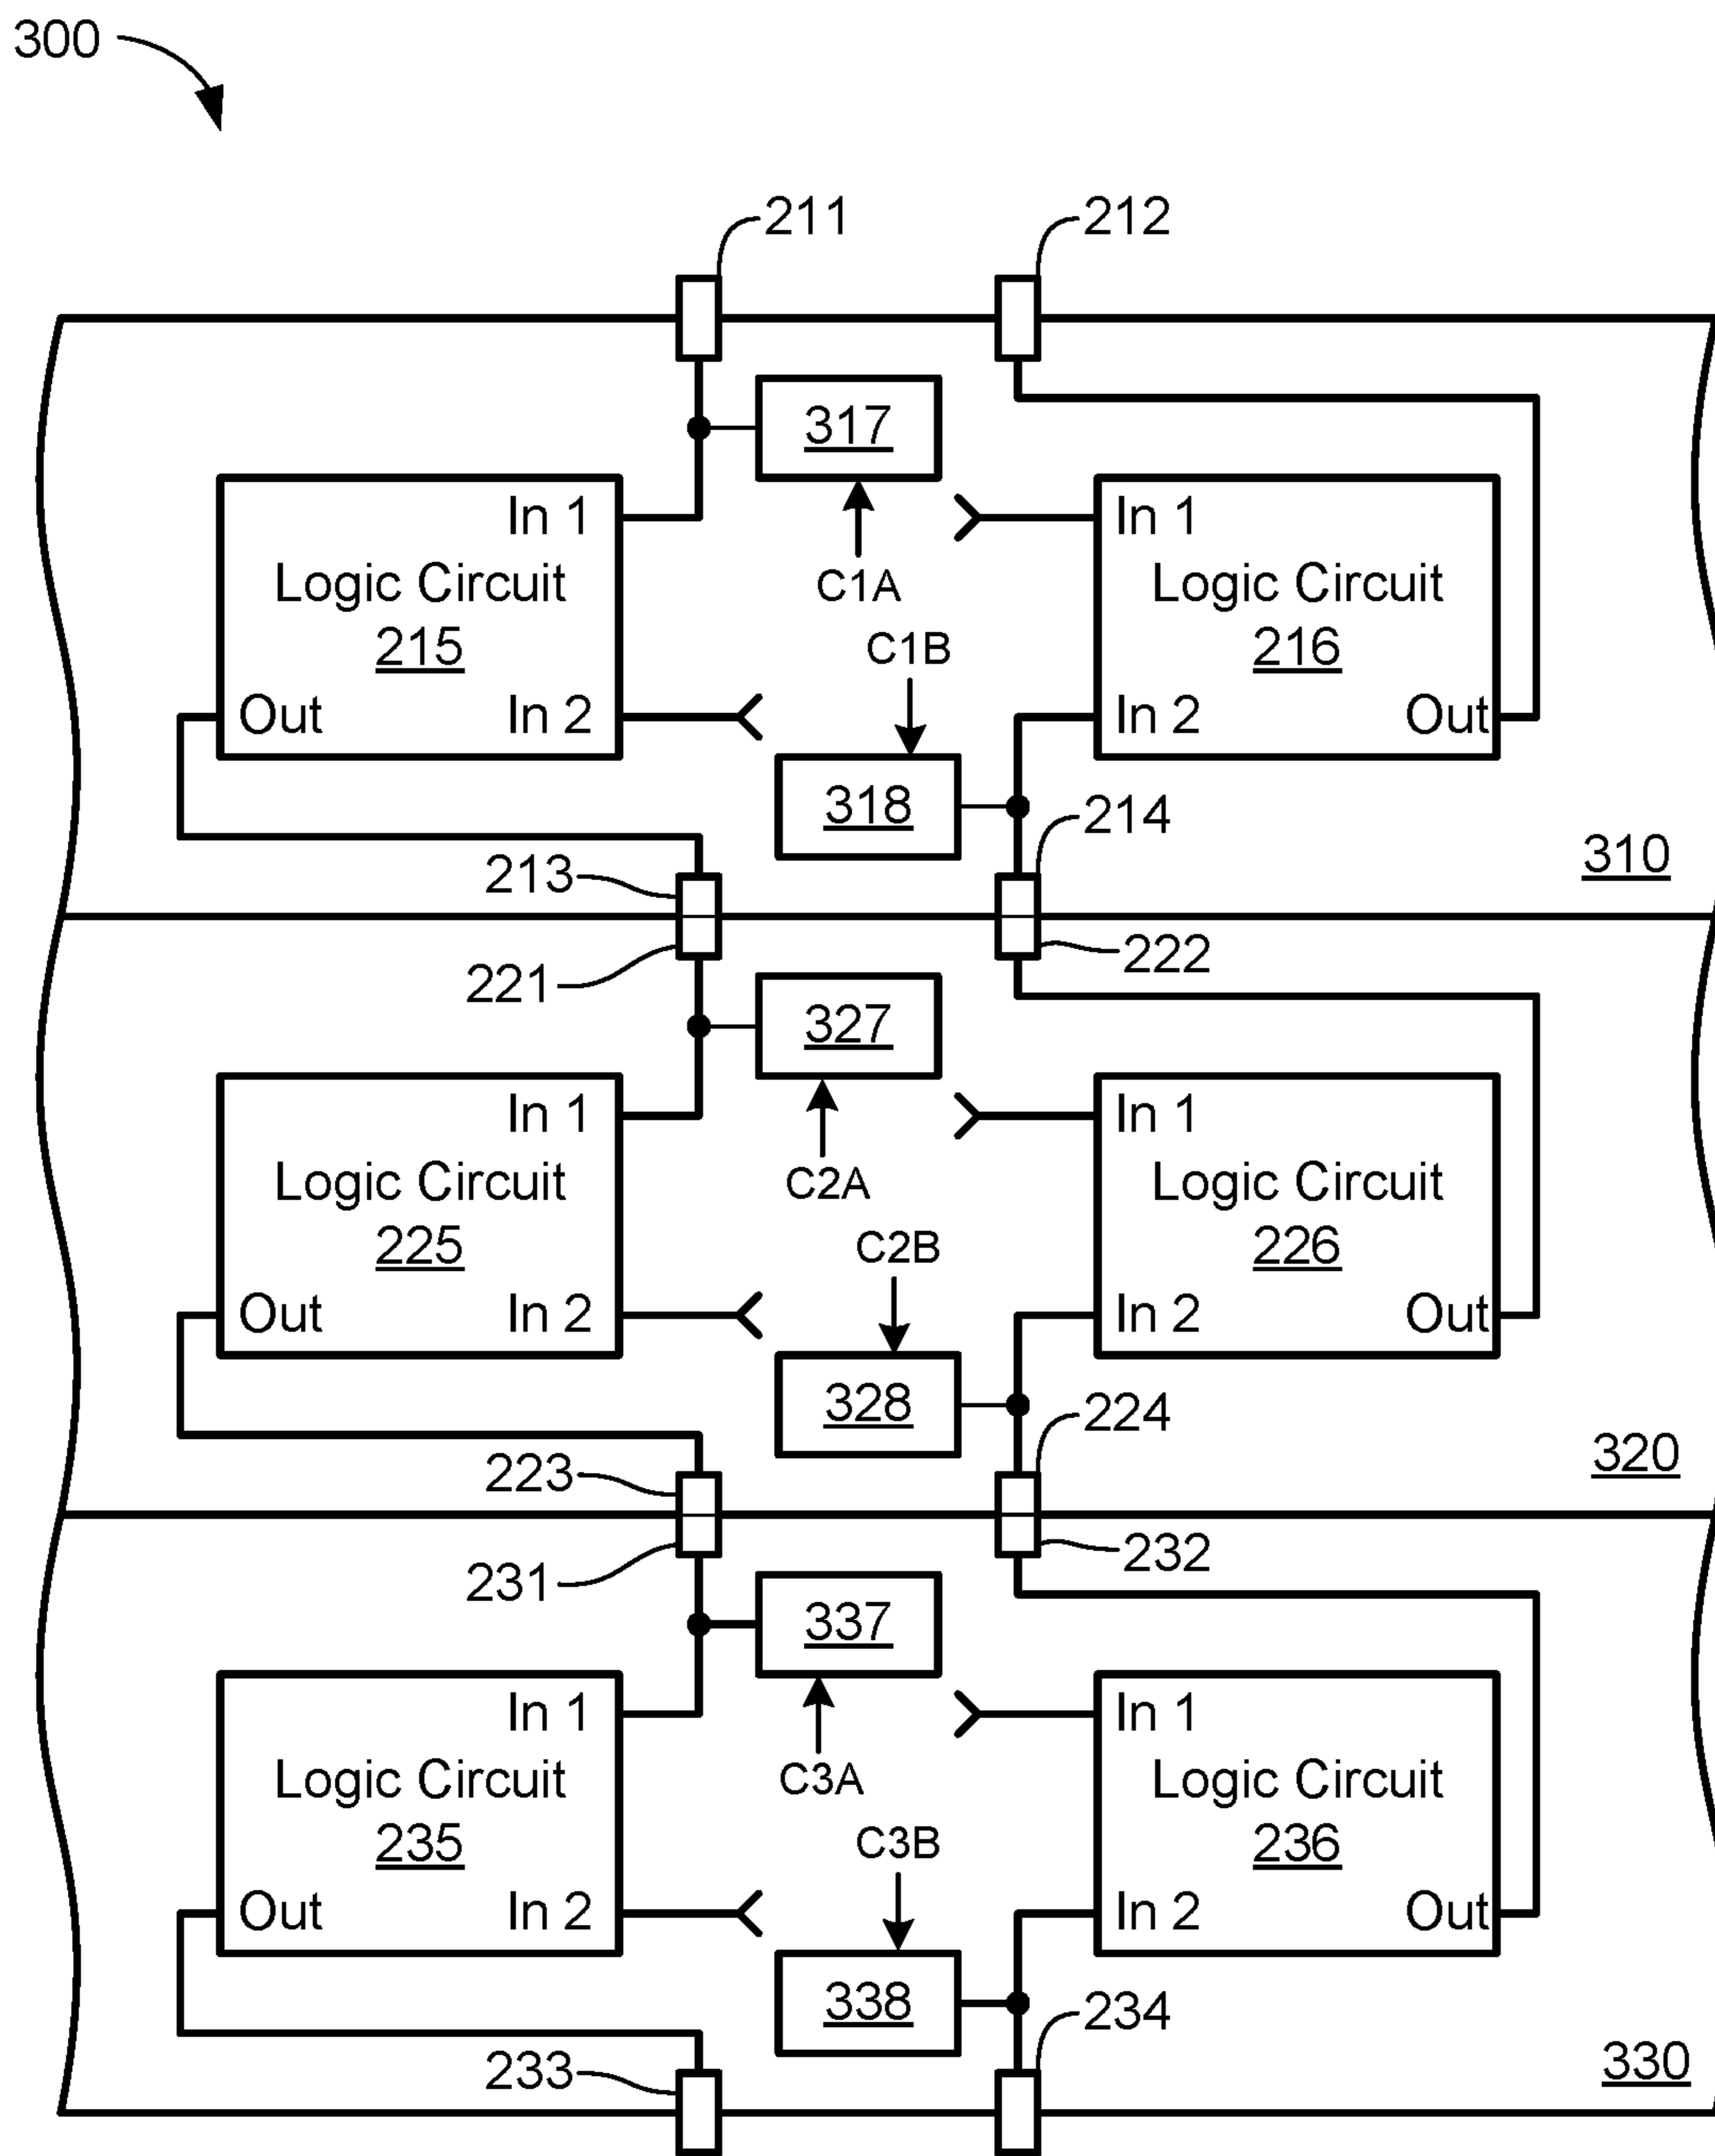 300
211
212
317
In 1
In 1
Logic Circuit
215
C1A
Logic Circuit
216
C1B
Out
In 2
In 2
Out
318
214
213
310
221
222
327
In 1
In 1
Logic Circuit
225
C2A
Logic Circuit
226
C2B
Out
In 2
In 2
Out
328
224
223
320
231
232
337
In 1
In 1
Logic Circuit
235
C3A
Logic Circuit
236
C3B
Out
In 2
In 2
Out
338
234
233
330